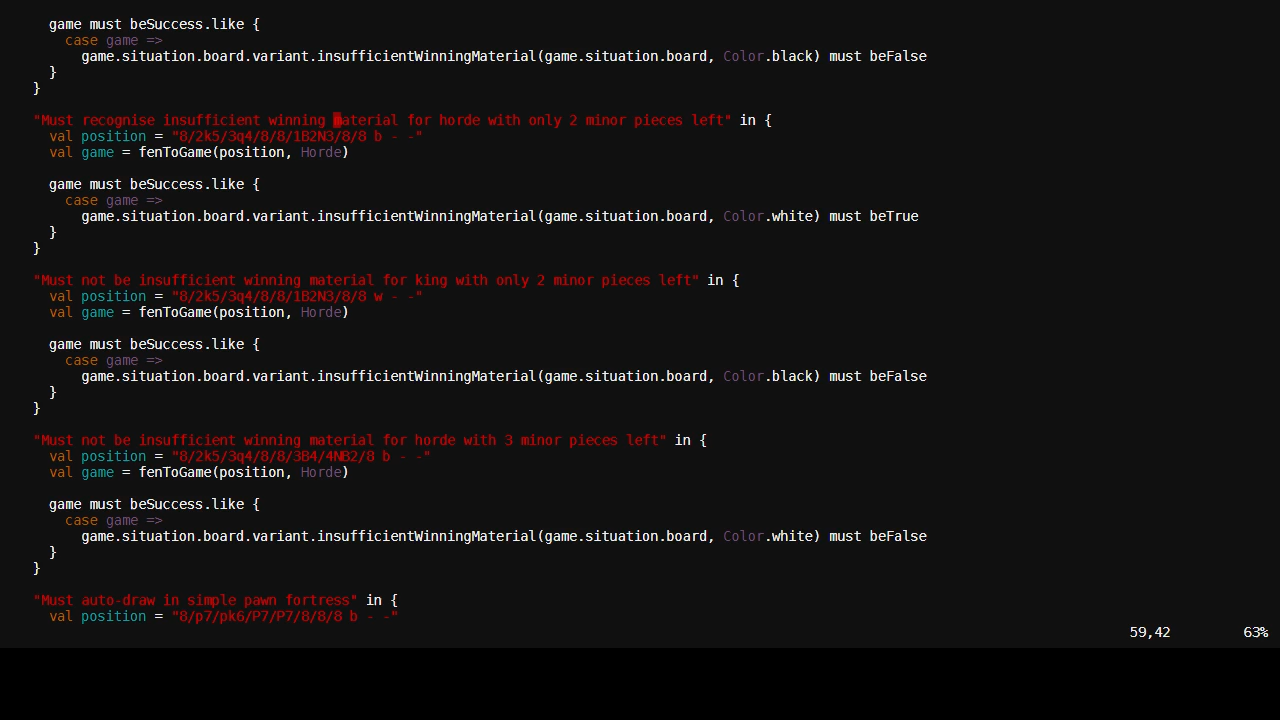 game must beSuccess.like {
case game =>
game.situation.board.variant.insufficientWinningMaterial(game.situation.board, Color.black) must beFalse
}
}
"Must recognise insufficient winning material for horde with only 2 minor pieces left" in {
val position = "8/2k5/3q4/8/8/1B2N3/8/8 b - -"
val game = fenToGame(position, Horde)
game must beSuccess.like {
case game =>
game.situation.board.variant.insufficientWinningMaterial(game.situation.board, Color.white) must beTrue
}
}
"Must not be insufficient winning material for king with only 2 minor pieces left" in {
val position = "8/2k5/3q4/8/8/1B2N3/8/8 w - -"
val game = fenToGame(position, Horde)
game must beSuccess.like {
case game =>
game.situation.board.variant.insufficientWinningMaterial(game.situation.board, Color.black) must beFalse
}
}
"Must not be insufficient winning material for horde with 3 minor pieces left" in {
val position = "8/2k5/3q4/8/8/3B4/4NB2/8 b - -"
val game = fenToGame(position, Horde)
game must beSuccess.like {
case game =>
game.situation.board.variant.insufficientWinningMaterial(game.situation.board, Color.white) must beFalse
}
}
"Must auto-draw in simple pawn fortress" in {
val position = "8/p7/pk6/P7/P7/8/8/8 b - -"
59,42 63%